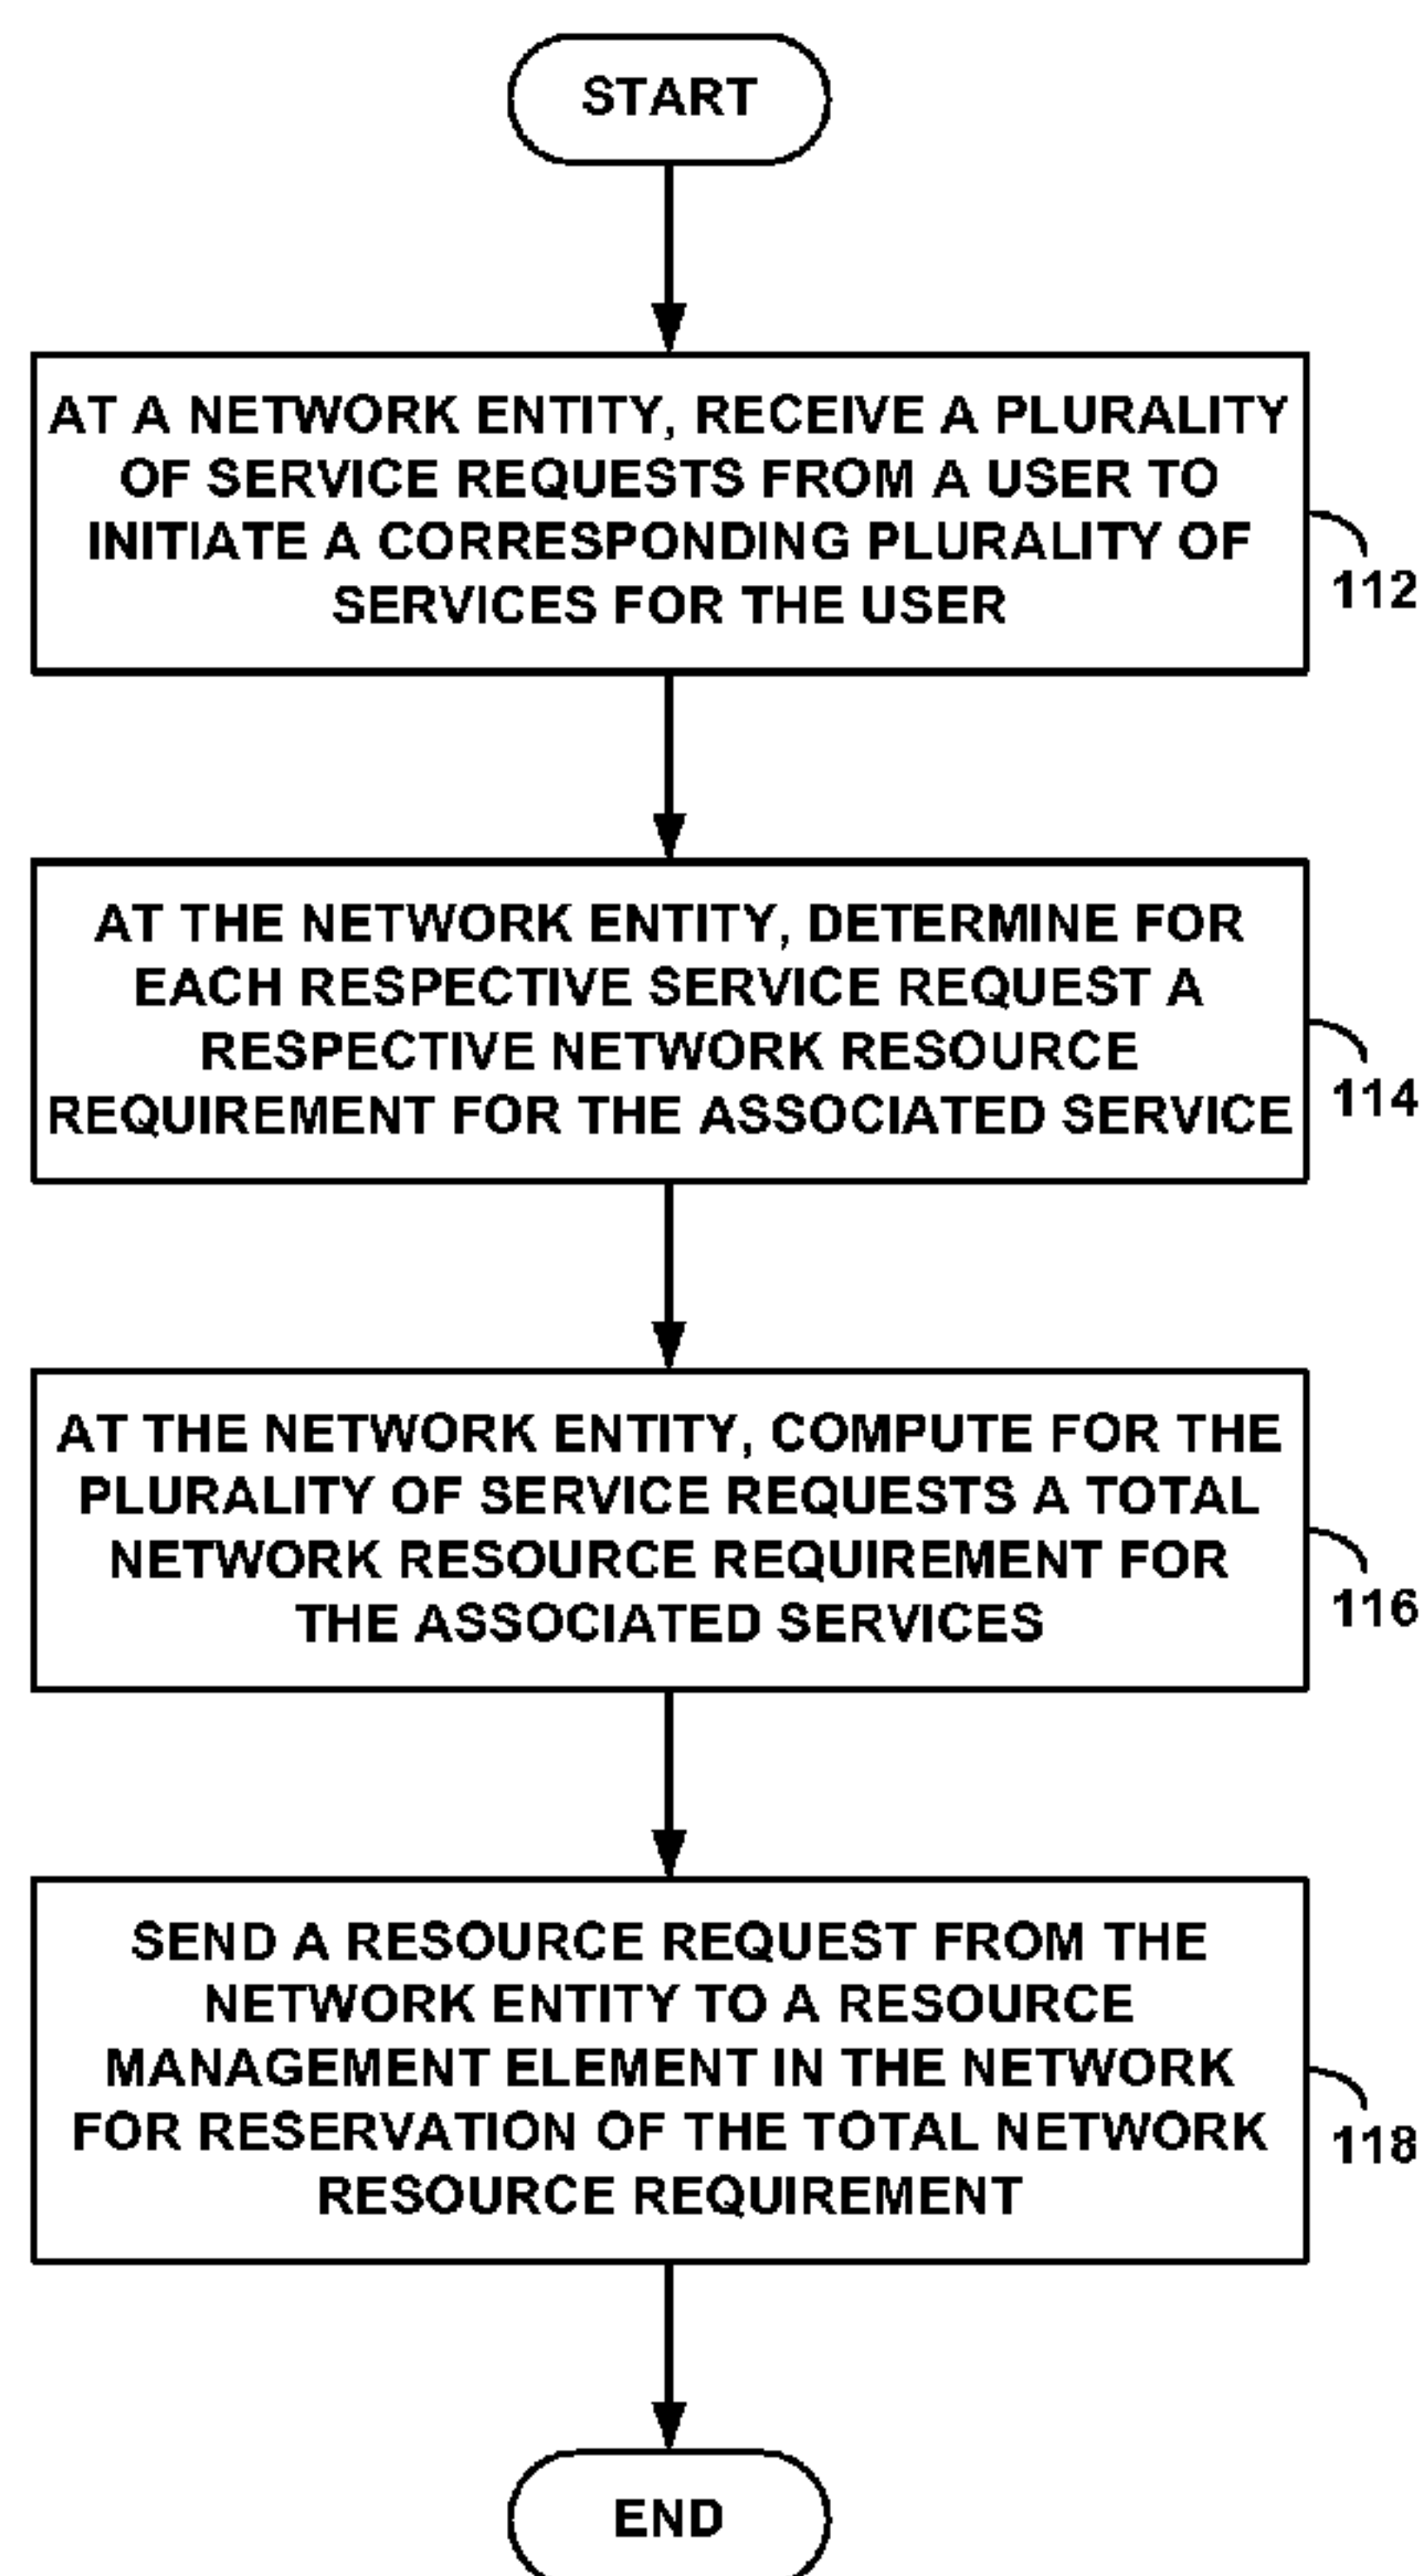 START
AT A NETWORK ENTITY, RECEIVE A PLURALITY
OF SERVICE REQUESTS FROM A USER TO
INITIATE A CORRESPONDING PLURALITY OF
SERVICES FOR THE USER
112
AT THE NETWORK ENTITY, DETERMINE FOR
EACH RESPECTIVE SERVICE REQUEST A
RESPECTIVE NETWORK RESOURCE
REQUIREMENT FOR THE ASSOCIATED SERVICE
114
AT THE NETWORK ENTITY, COMPUTE FOR THE
PLURALITY OF SERVICE REQUESTS A TOTAL
NETWORK RESOURCE REQUIREMENT FOR
THE ASSOCIATED SERVICES
116
SEND A RESOURCE REQUEST FROM THE
NETWORK ENTITY TO A RESOURCE
MANAGEMENT ELEMENT IN THE NETWORK
FOR RESERVATION OF THE TOTAL NETWORK
RESOURCE REQUIREMENT
118
END